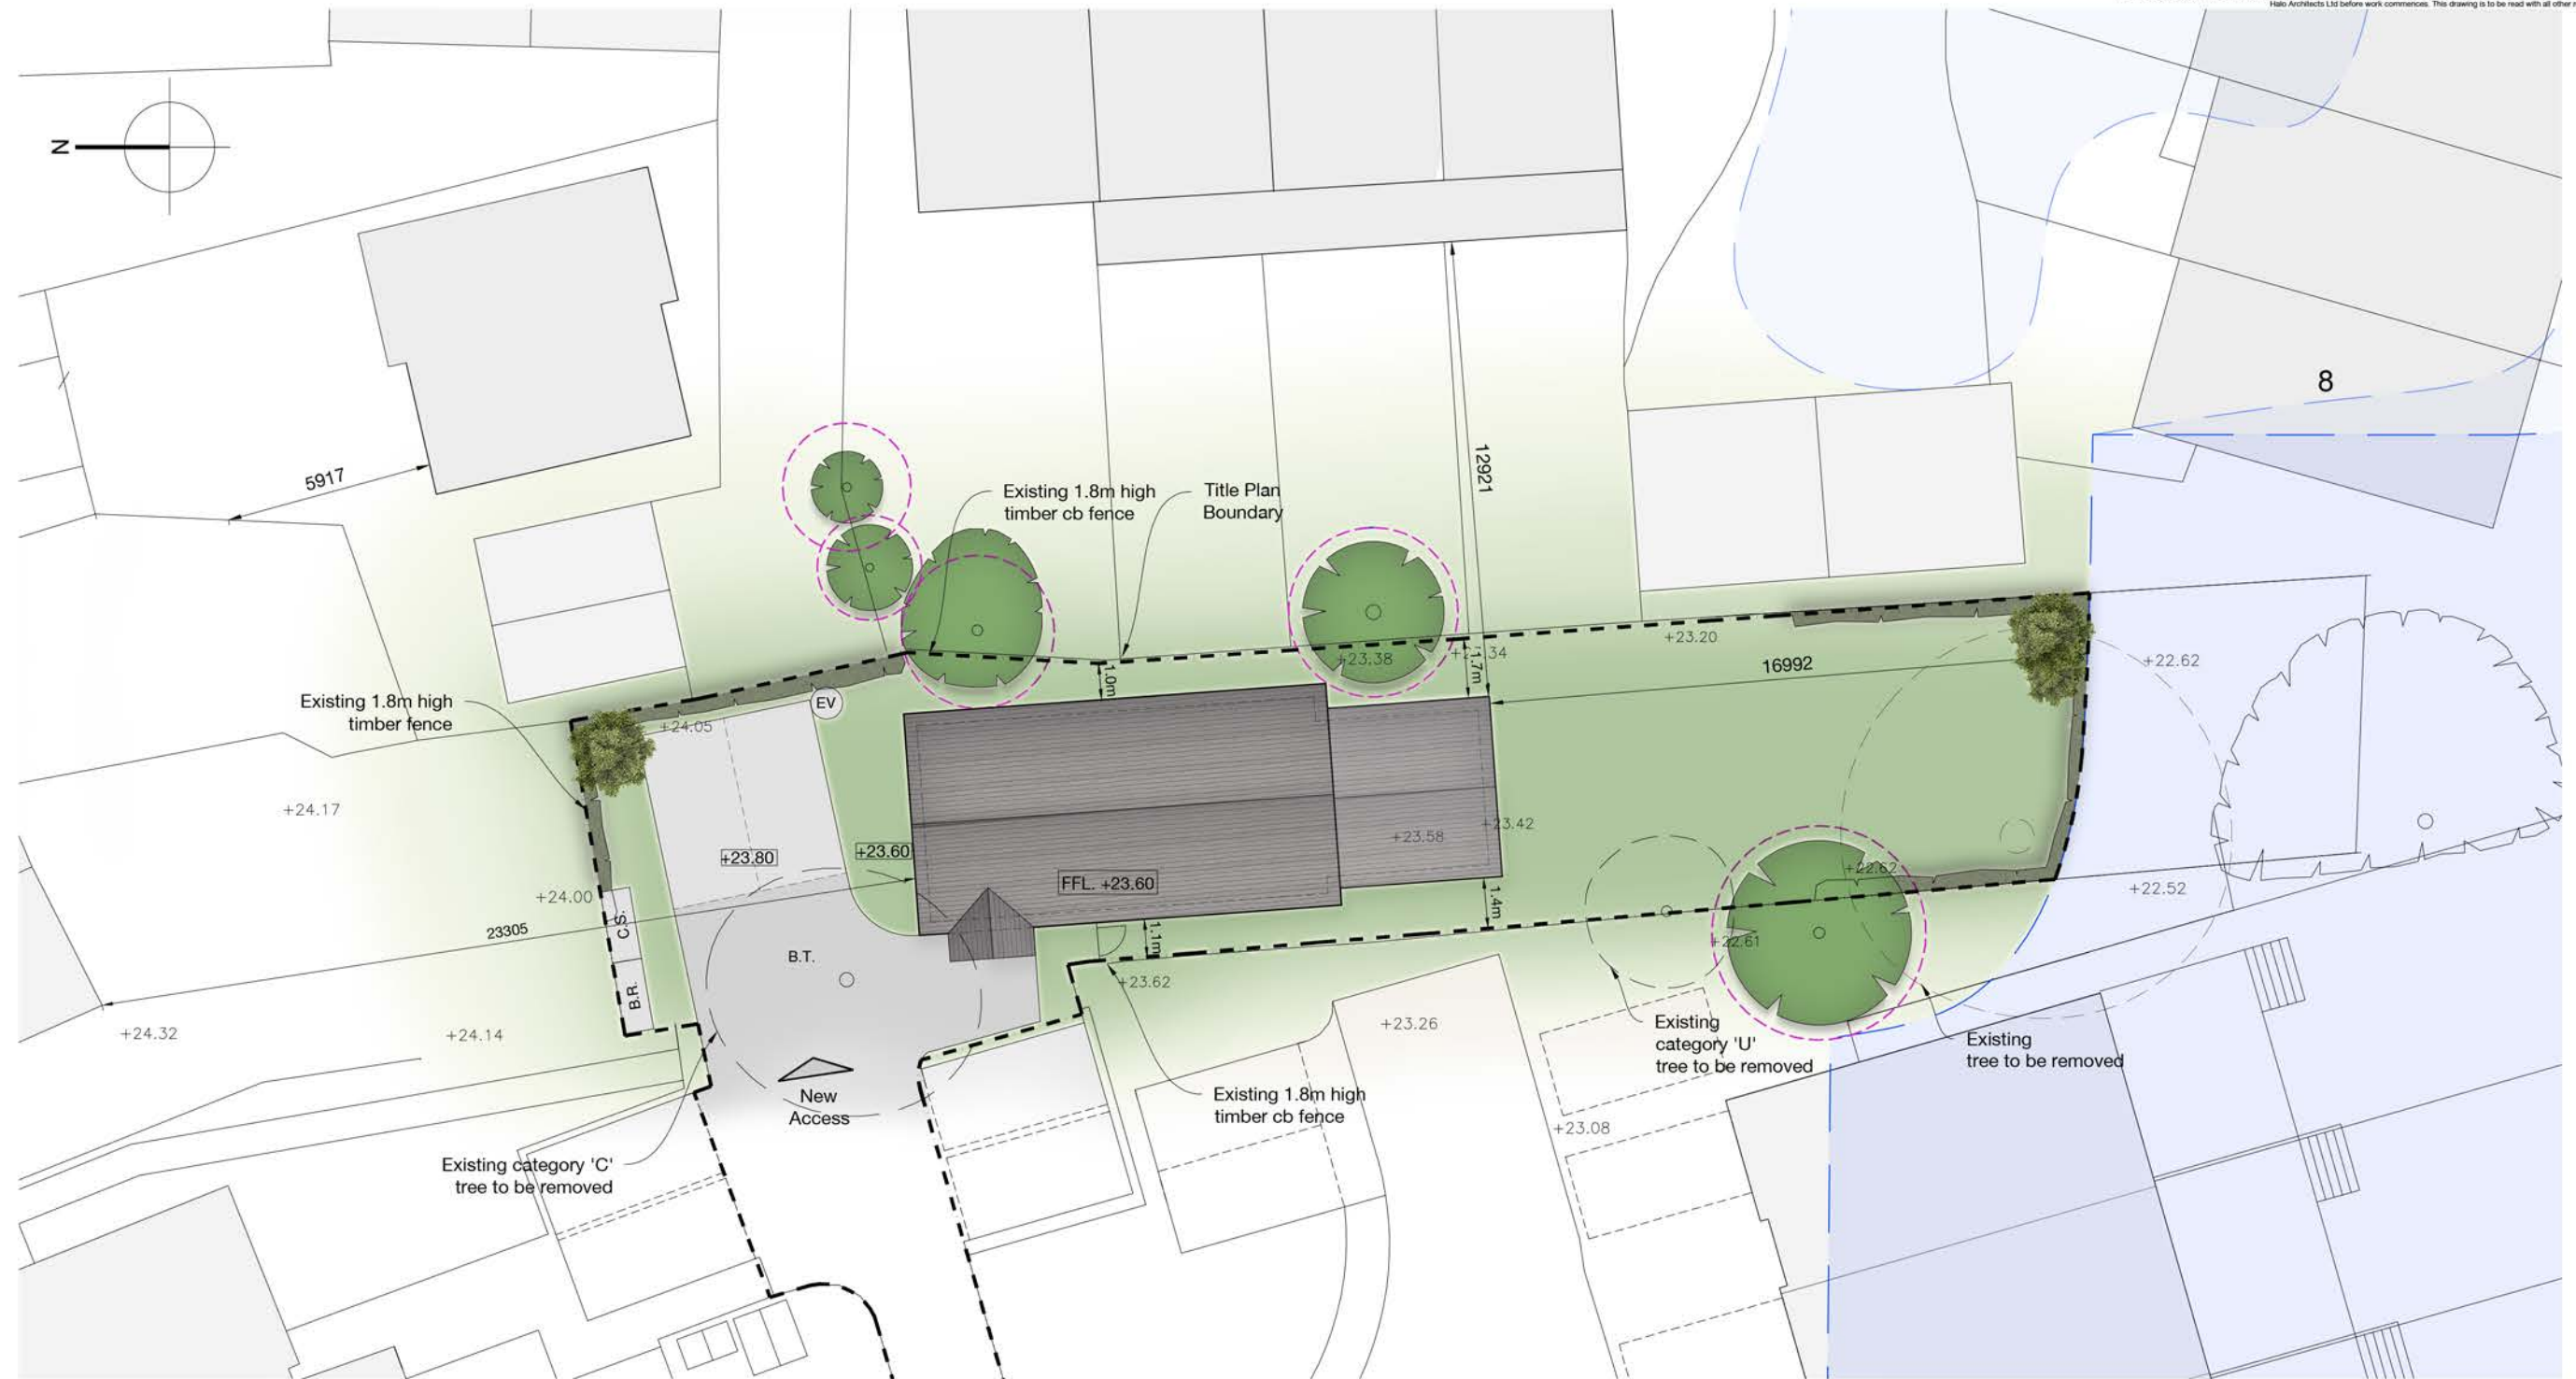 Halo Architects Ltd before work commences. This drawing is to be read with all other
N
8
5917
Existing 1.8m high
timber cb fence
Title Plan
Boundary
12921
+23.20
+23.38
1.7m
1.0m
16992
+22.62
Existing 1.8m high
timber fence
EV
+24.05
+24.17
+23.80
+23.60
+23.58
+23.42
FFL. +23.60
+22.62
+22.52
+24.00
C.S.
23305
1.4m
1.1m
+22.61
B.T.
+23.62
B.R.
+24.32
+24.14
+23.26
Existing
category 'U'
tree to be removed
Existing
tree to be removed
New
Access
Existing 1.8m high
timber cb fence
+23.08
Existing category 'C'
tree to be removed